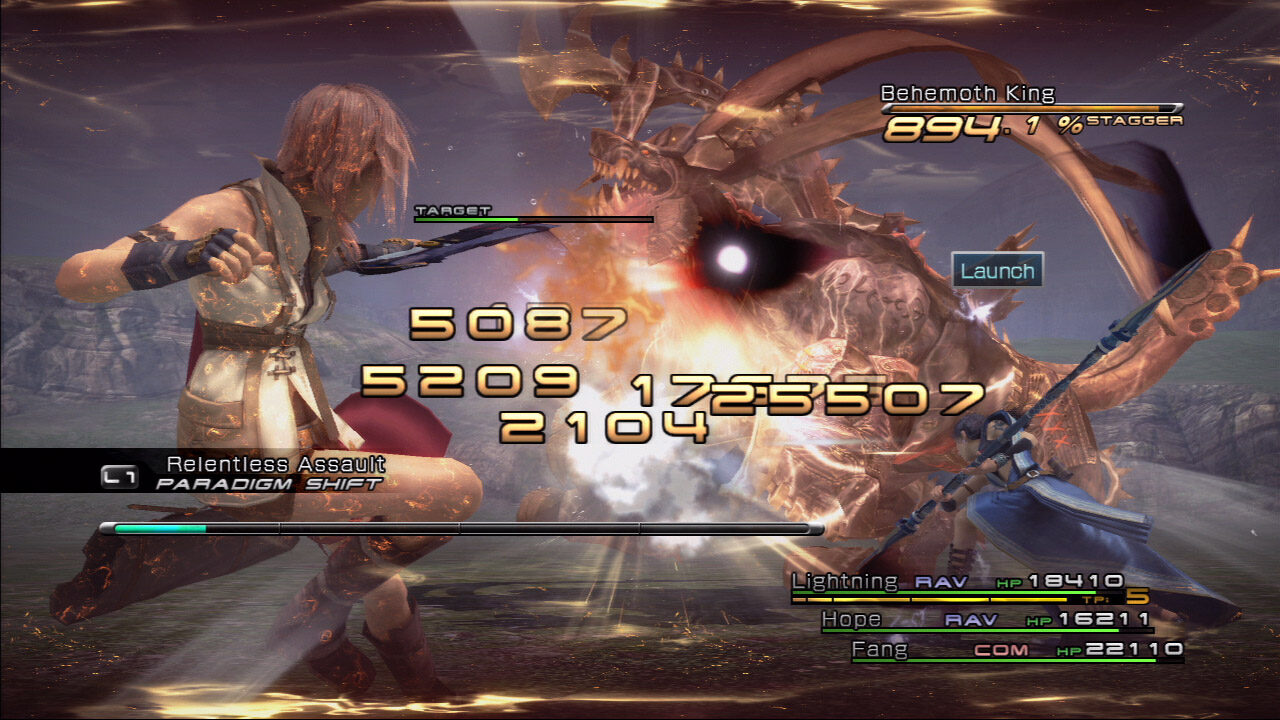 Behemoth King
894.1 % STAGGER
TARGET
Launch
5087
5209
25507
2104
Relentless Assault
L1 PARADIGM SHIFT
Lightning RAV HP 18410
TP: 5
Hope RAV HP 16211
Fang COM HP 22110